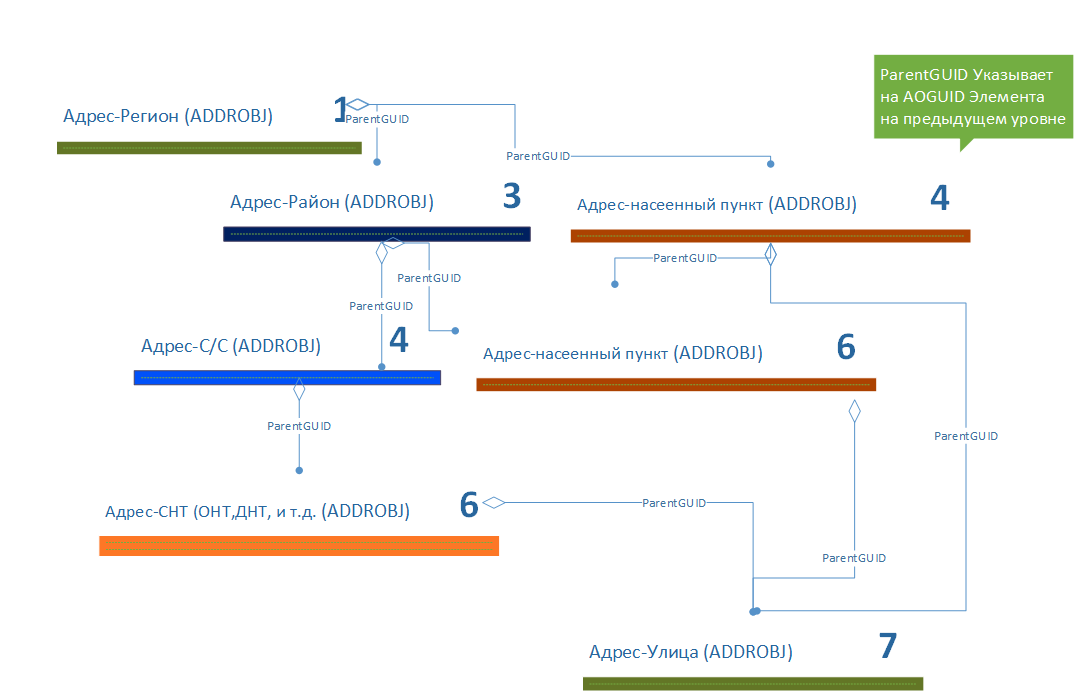 ParentGUID Указывает
на AOGUID Элемента
на предыдущем уровне
Адрес-Регион (ADDROBJ)
1
ParentGUID
ParentGUID
Адрес-Район (ADDROBJ)
3
Адрес-насеенный пункт (ADDROBJ)
4
ParentGUID
ParentGUID
ParentGUID
Адрес-С/С (ADDROBJ)
4
Адрес-насеенный пункт (ADDROBJ)
6
ParentGUID
ParentGUID
Адрес-СНТ (ОНТ,ДНТ, и т.д. (ADDROBJ)
6
ParentGUID
ParentGUID
Адрес-Улица (ADDROBJ)
7